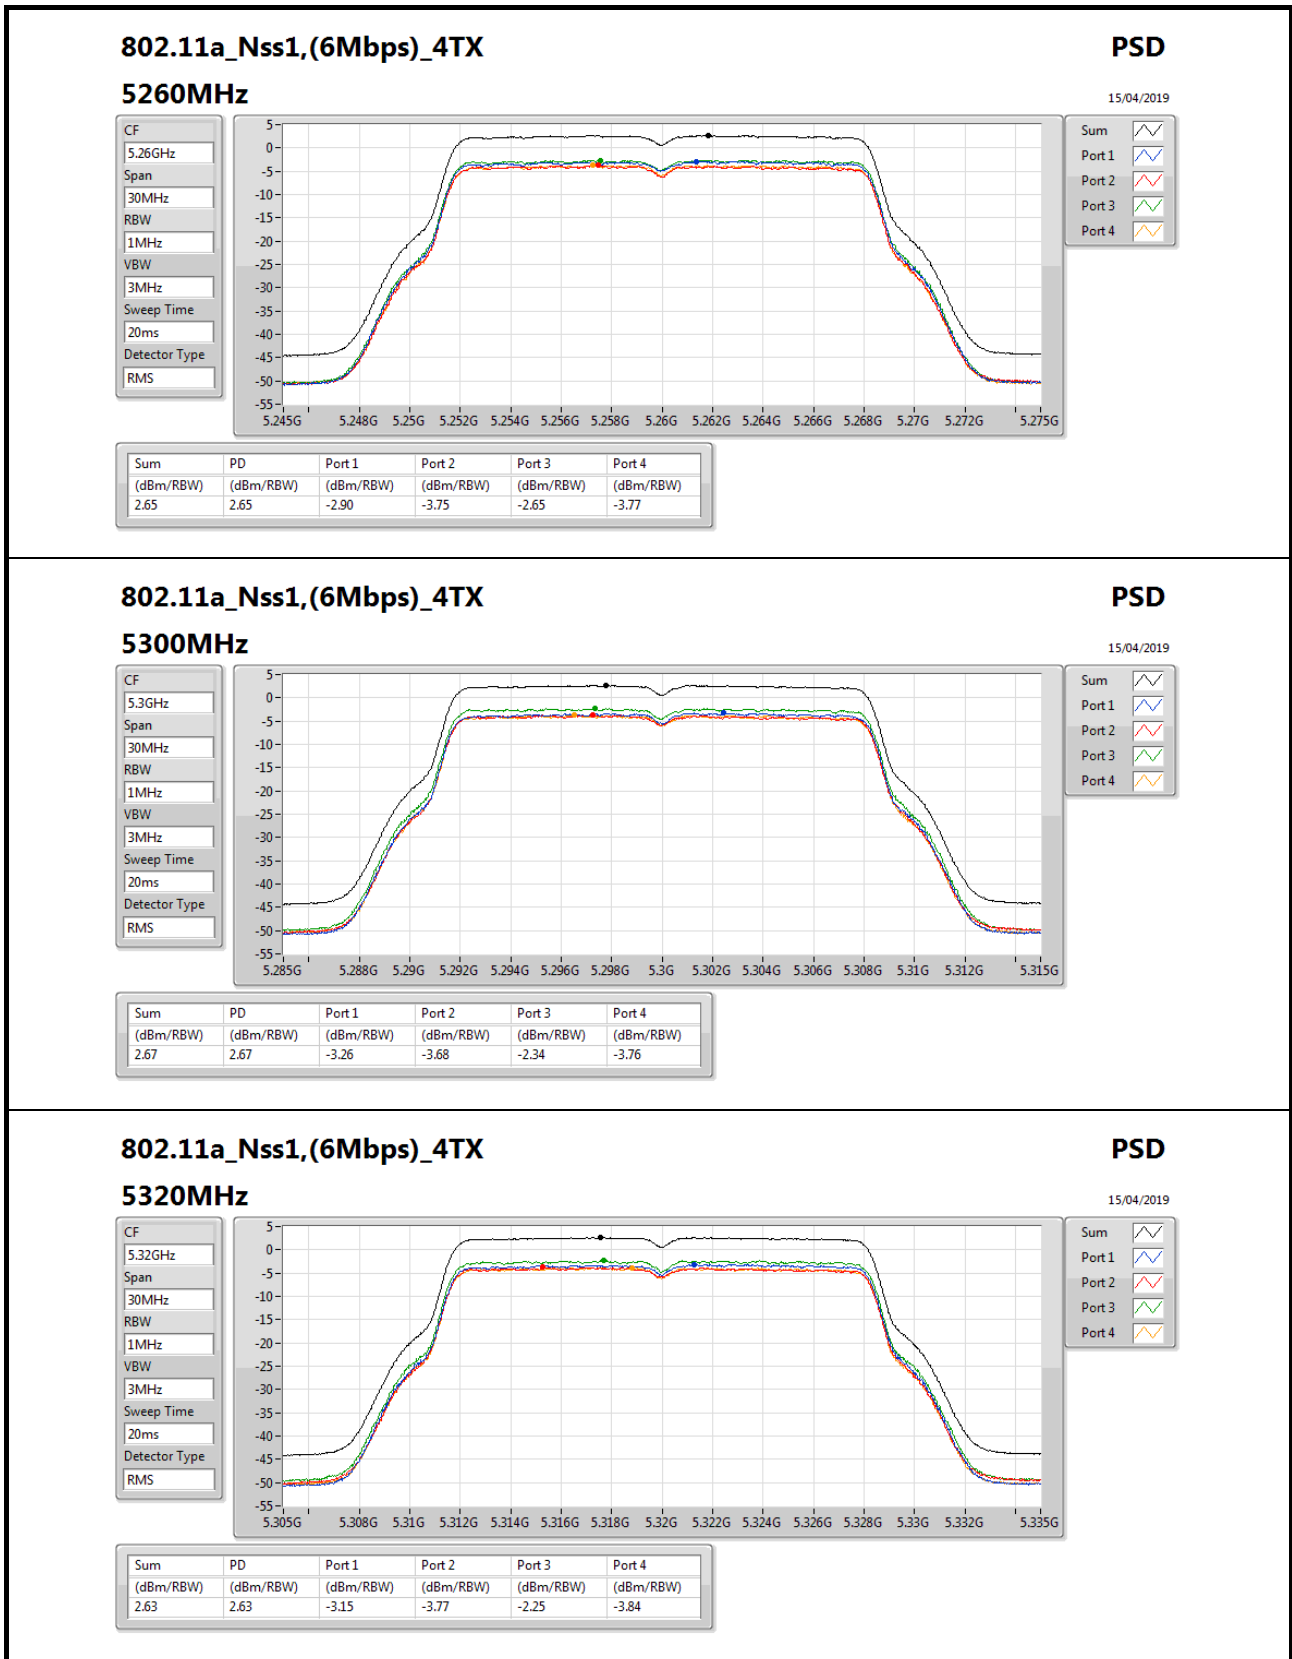 802.11a_Nss1,(6Mbps)_4TX PSD
5260MHz 15/04/2019
CF
5.26GHz
Span
30MHz
RBW
1MHz
VBW
3MHz
Sweep Time
20ms
Detector Type
RMS
5
0
-5
-10
-15
-20
-25
-30
-35
-40
-45
-50
-55
5.245G 5.248G 5.25G 5.252G 5.254G 5.256G 5.258G 5.26G 5.262G 5.264G 5.266G 5.268G 5.27G 5.272G 5.275G
Sum
Port 1
Port 2
Port 3
Port 4
Sum PD Port 1 Port 2 Port 3 Port 4
(dBm/RBW) (dBm/RBW) (dBm/RBW) (dBm/RBW) (dBm/RBW) (dBm/RBW)
2.65 2.65 -2.90 -3.75 -2.65 -3.77
802.11a_Nss1,(6Mbps)_4TX PSD
5300MHz 15/04/2019
CF
5.3GHz
Span
30MHz
RBW
1MHz
VBW
3MHz
Sweep Time
20ms
Detector Type
RMS
5
0
-5
-10
-15
-20
-25
-30
-35
-40
-45
-50
-55
5.285G 5.288G 5.29G 5.292G 5.294G 5.296G 5.298G 5.3G 5.302G 5.304G 5.306G 5.308G 5.31G 5.312G 5.315G
Sum
Port 1
Port 2
Port 3
Port 4
Sum PD Port 1 Port 2 Port 3 Port 4
(dBm/RBW) (dBm/RBW) (dBm/RBW) (dBm/RBW) (dBm/RBW) (dBm/RBW)
2.67 2.67 -3.26 -3.68 -2.34 -3.76
802.11a_Nss1,(6Mbps)_4TX PSD
5320MHz 15/04/2019
CF
5.32GHz
Span
30MHz
RBW
1MHz
VBW
3MHz
Sweep Time
20ms
Detector Type
RMS
5
0
-5
-10
-15
-20
-25
-30
-35
-40
-45
-50
-55
5.305G 5.308G 5.31G 5.312G 5.314G 5.316G 5.318G 5.32G 5.322G 5.324G 5.326G 5.328G 5.33G 5.332G 5.335G
Sum
Port 1
Port 2
Port 3
Port 4
Sum PD Port 1 Port 2 Port 3 Port 4
(dBm/RBW) (dBm/RBW) (dBm/RBW) (dBm/RBW) (dBm/RBW) (dBm/RBW)
2.63 2.63 -3.15 -3.77 -2.25 -3.84